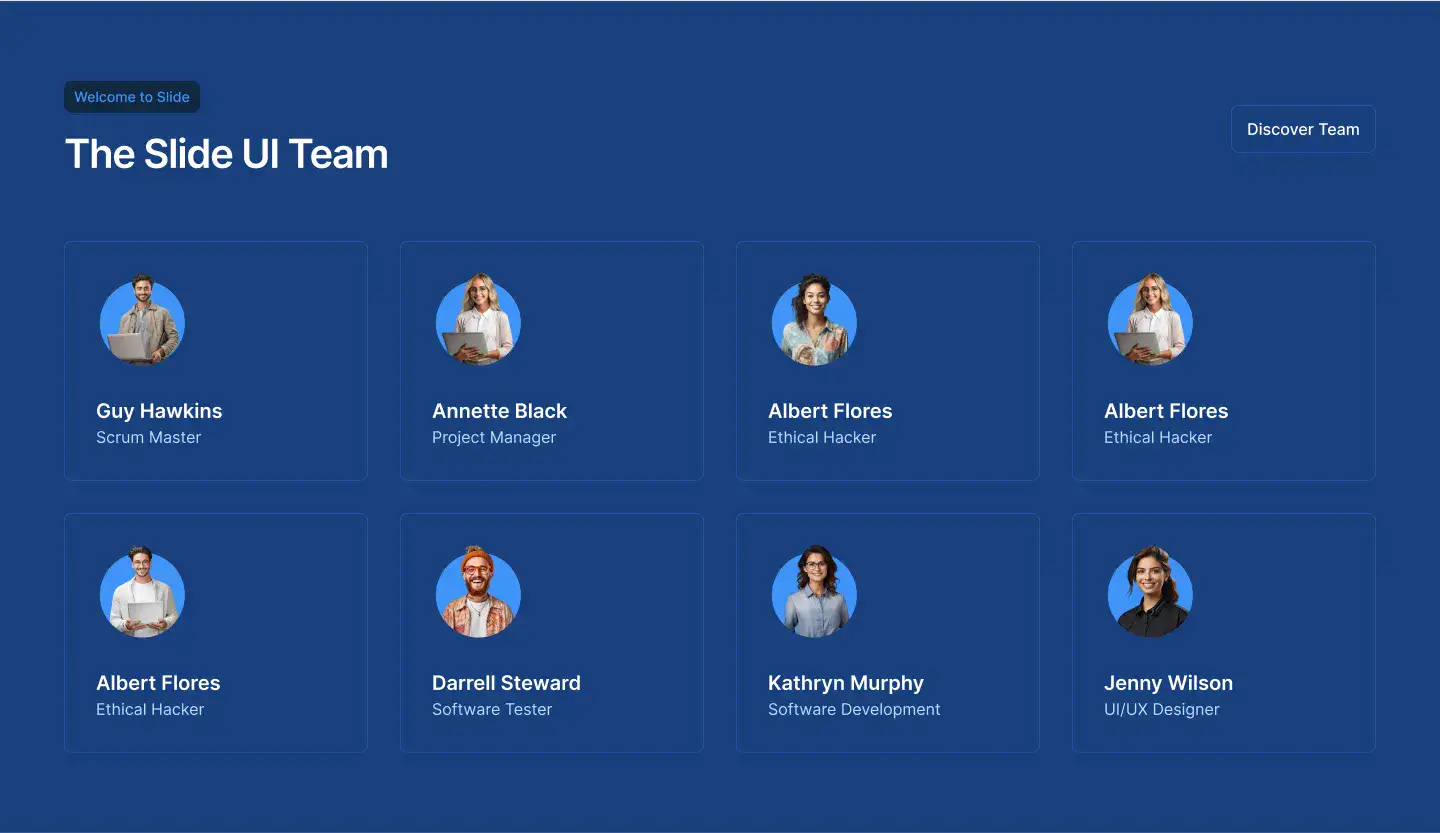 Welcome to Slide
The Slide UI Team
Discover Team
Guy Hawkins
Scrum Master
Annette Black
Project Manager
Albert Flores
Ethical Hacker
Albert Flores
Ethical Hacker
Albert Flores
Ethical Hacker
Darrell Steward
Software Tester
Kathryn Murphy
Software Development
Jenny Wilson
UI/UX Designer